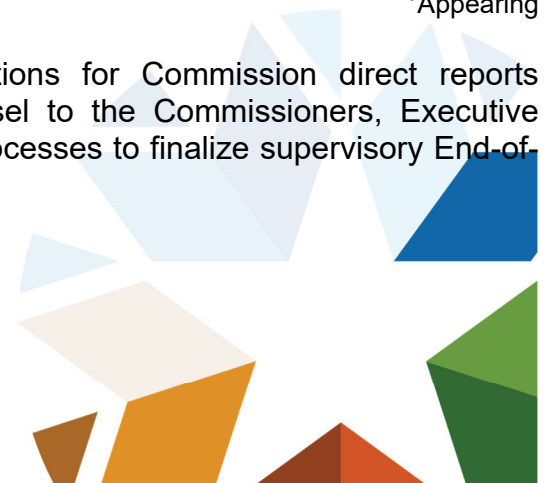 *Appearing
tions for Commission direct reports
sel to the Commissioners, Executive
ocesses to finalize supervisory End-of-